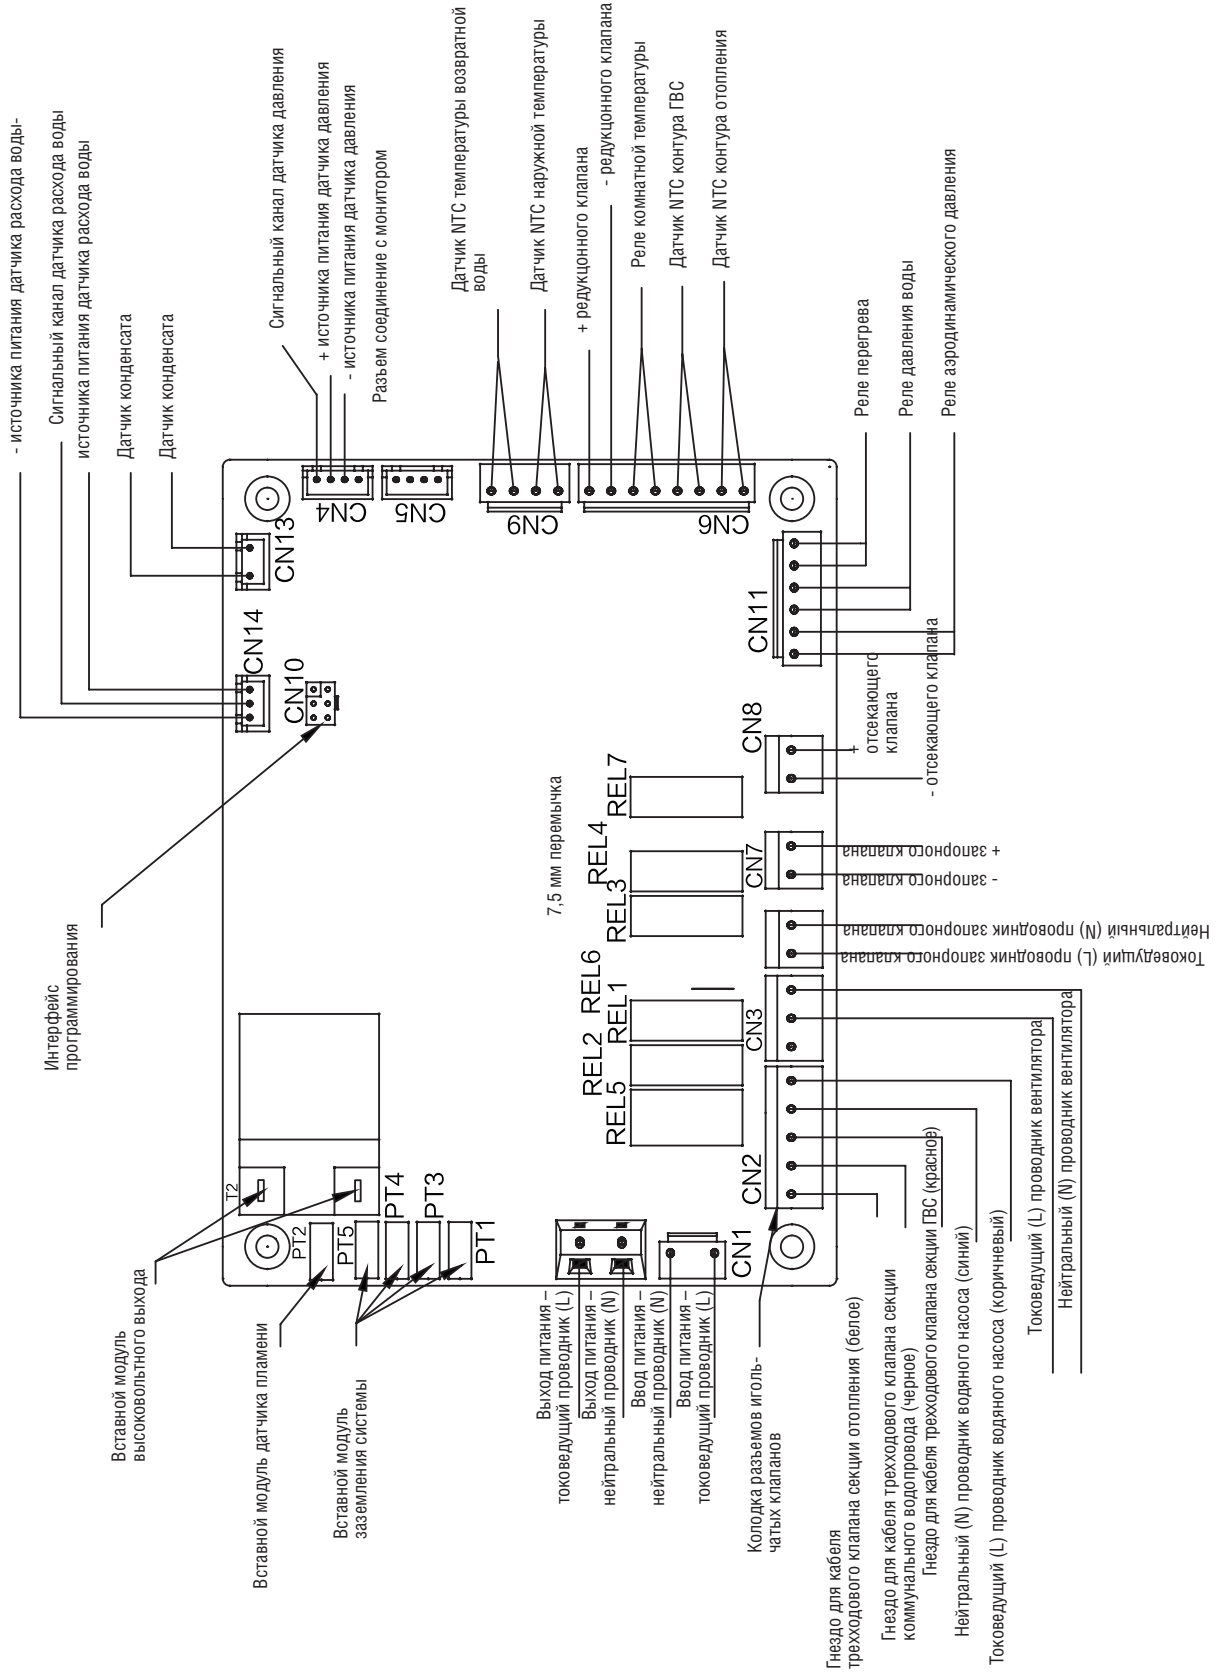 - источника питания датчика расхода воды-
Сигнальный канал датчика расхода воды
источника питания датчика расхода воды
Датчик конденсата
Датчик конденсата
Сигнальный канал датчика давления
+ источника питания датчика давления
- источника питания датчика давления
Разъем соединение с монитором
Датчик NTC температуры возвратной
воды
Датчик NTC наружной температуры
+ редукционного клапана
- редукционного клапана
Реле комнатной температуры
Датчик NTC контура ГВС
Датчик NTC контура отопления
Реле перегрева
Реле давления воды
Реле аэродинамического давления
CN4
CN5
CN9
CN6
CN13
CN14
CN10
CN11
CN8
+
отсекающего
клапана
- отсекающего клапана
REL7
REL4
REL3
7,5 мм перемычка
CN7
+ запорного клапана
- запорного клапана
Нейтральный (N) проводник запорного клапана
Токоведущий (L) проводник запорного клапана
Интерфейс
программирования
REL6
REL1
REL2
REL5
CN3
CN2
Токоведущий (L) проводник вентилятора
Нейтральный (N) проводник вентилятора
T2
PT2
PT5
PT4
PT3
PT1
CN1
Вставной модуль
высоковольтного выхода
Вставной модуль датчика пламени
Вставной модуль
заземления системы
Выход питания –
токоведущий проводник (L)
Выход питания –
нейтральный проводник (N)
Ввод питания –
нейтральный проводник (N)
Ввод питания –
токоведущий проводник (L)
Колодка разъемов иголь-
чатых клапанов
Гнездо для кабеля
трехходового клапана секции отопления (белое)
Гнездо для кабеля трехходового клапана секции
коммунального водопровода (черное)
Гнездо для кабеля трехходового клапана секции ГВС (красное)
Нейтральный (N) проводник водяного насоса (синий)
Токоведущий (L) проводник водяного насоса (коричневый)